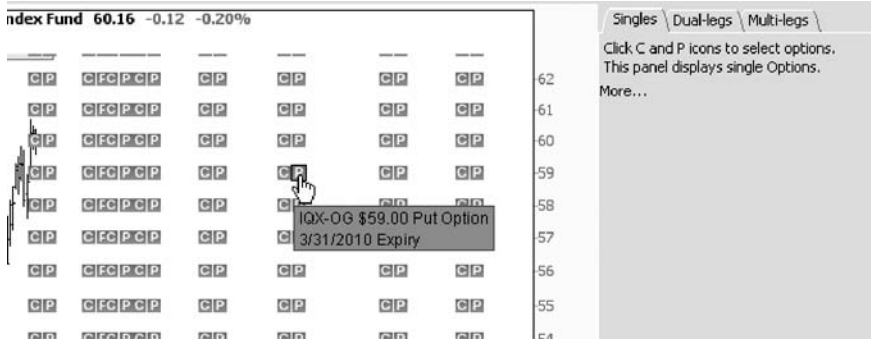 ndex Fund 60.16 -0.12 -0.20%
Singles Dual-legs Multi-legs
Click C and P icons to select options.
This panel displays single Options.
More...
C P C F C P C P C P C P C P C P 62
C P C F C P C P C P C P C P C P 61
C P C F C P C P C P C P C P C P 60
C P C F C P C P C P C P C P C P 59
C P C F C P C P C P C C P C P 58
IQX-OG $59.00 Put Option
3/31/2010 Expiry
C P C F C P C P C P C P C P 57
C P C F C P C P C P C P C P C P 56
C P C F C P C P C P C P C P C P 55
C P C F C P C P C P C P C P C P 54